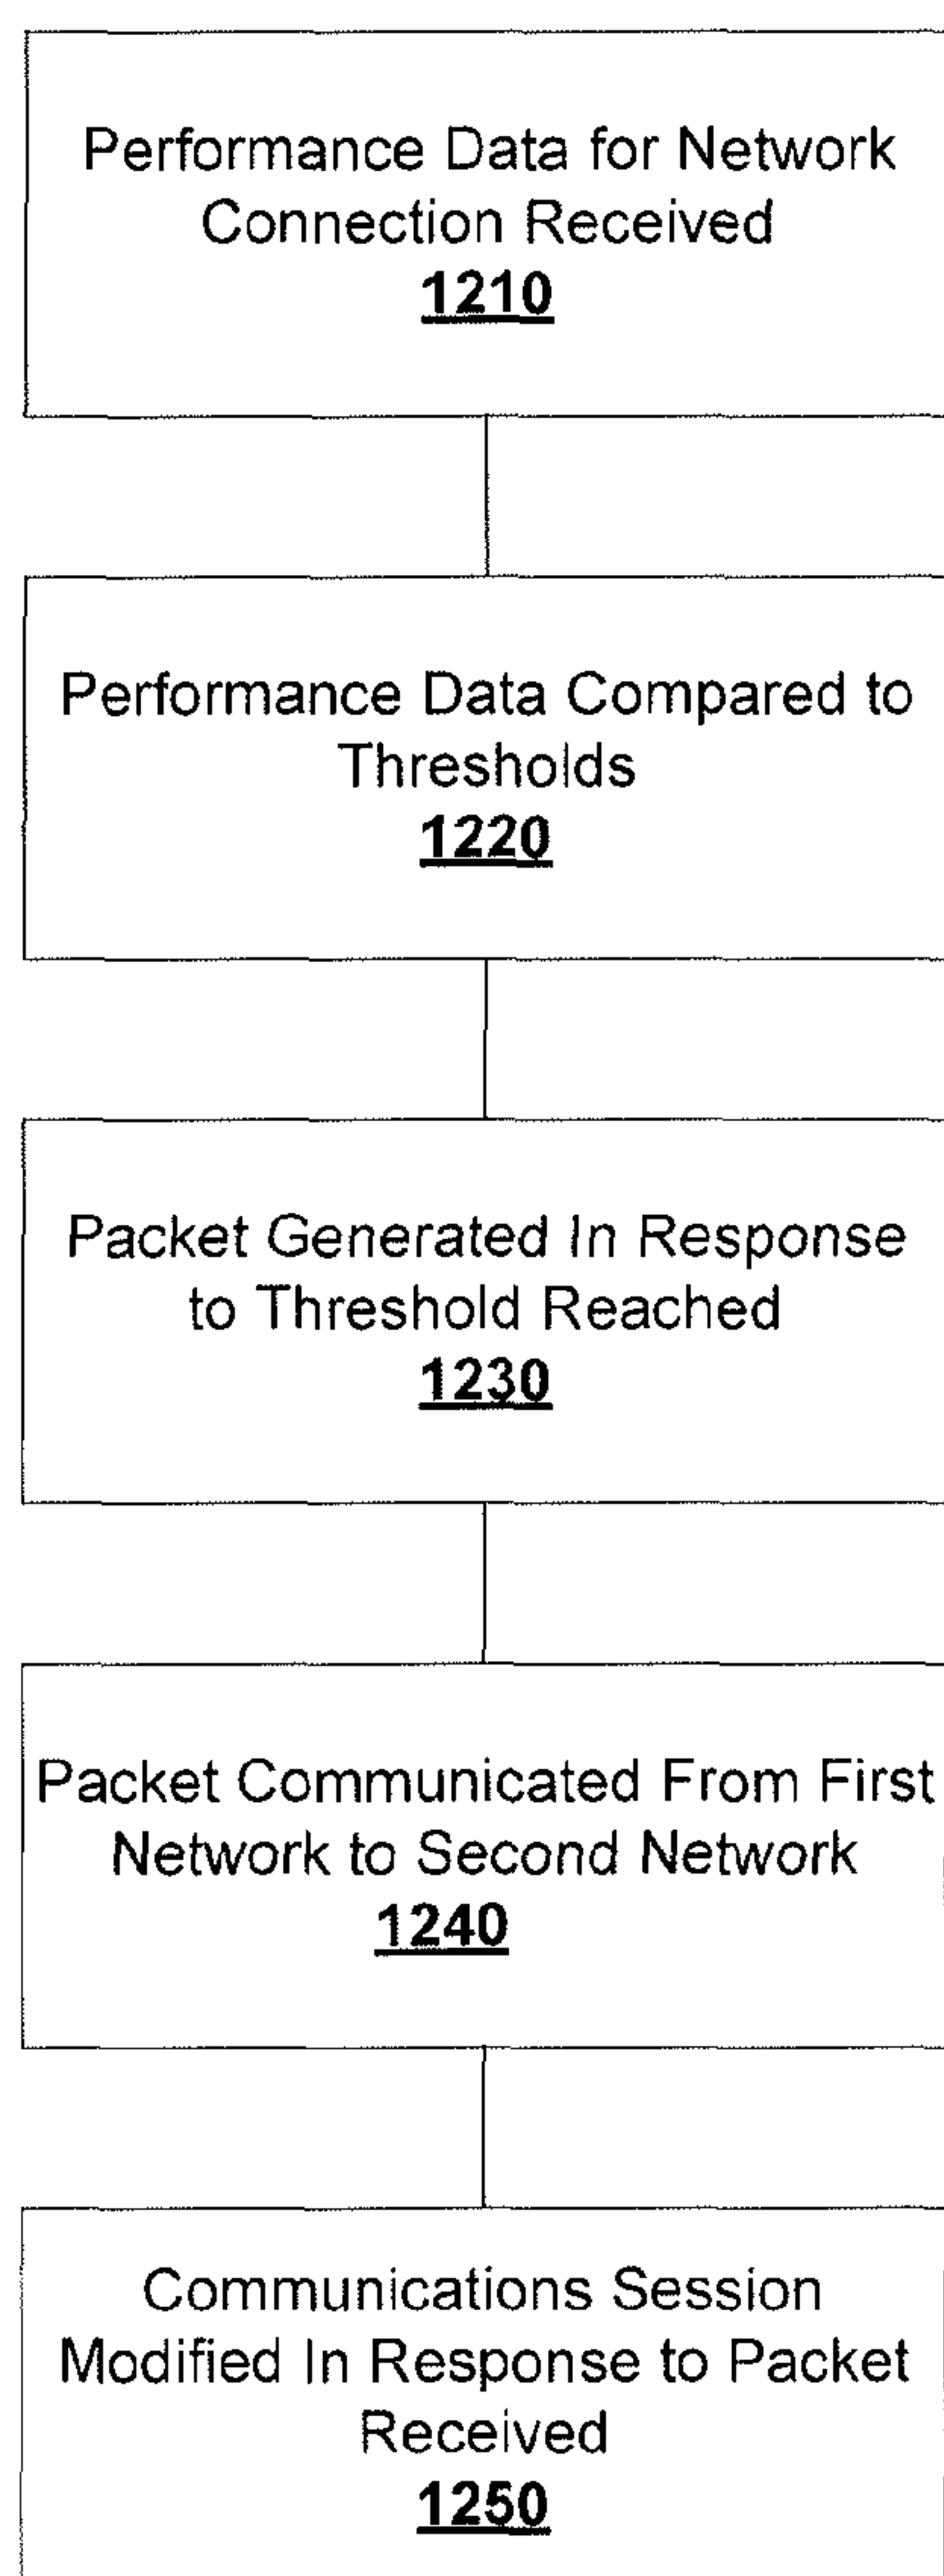 Performance Data for Network
Connection Received
1210
Performance Data Compared to
Thresholds
1220
Packet Generated In Response
to Threshold Reached
1230
Packet Communicated From First
Network to Second Network
1240
Communications Session
Modified In Response to Packet
Received
1250